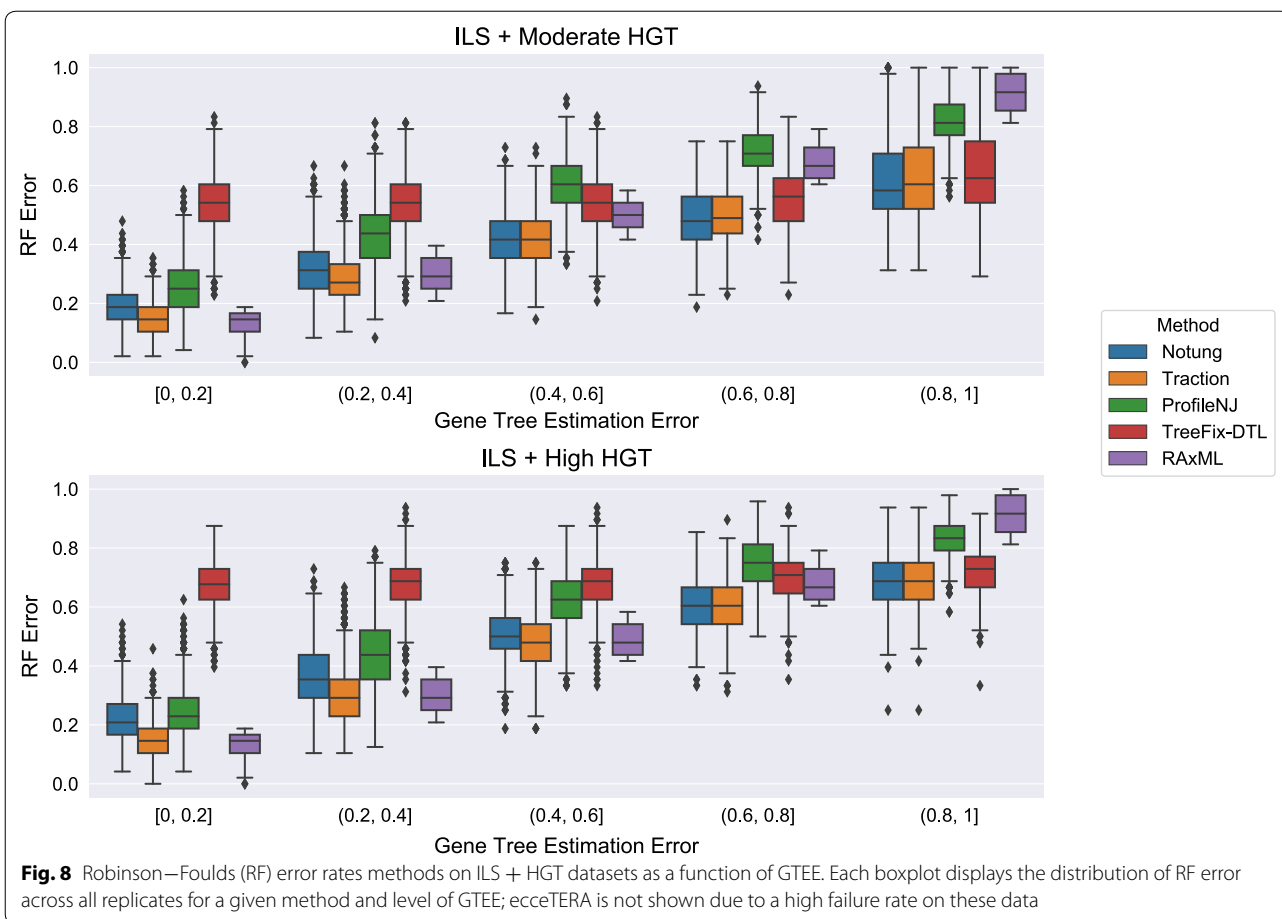 ILS + Moderate HGT
RF Error
1.0
0.8
0.6
0.4
0.2
0.0
[0, 0.2]
(0.2, 0.4]
(0.4, 0.6]
(0.6, 0.8]
(0.8, 1]
Gene Tree Estimation Error
Method
Notung
Traction
ProfileNJ
TreeFix-DTL
RAxML
ILS + High HGT
RF Error
1.0
0.8
0.6
0.4
0.2
0.0
[0, 0.2]
(0.2, 0.4]
(0.4, 0.6]
(0.6, 0.8]
(0.8, 1]
Gene Tree Estimation Error
Fig. 8 Robinson–Foulds (RF) error rates methods on ILS + HGT datasets as a function of GTEE. Each boxplot displays the distribution of RF error
across all replicates for a given method and level of GTEE; ecceTERA is not shown due to a high failure rate on these data